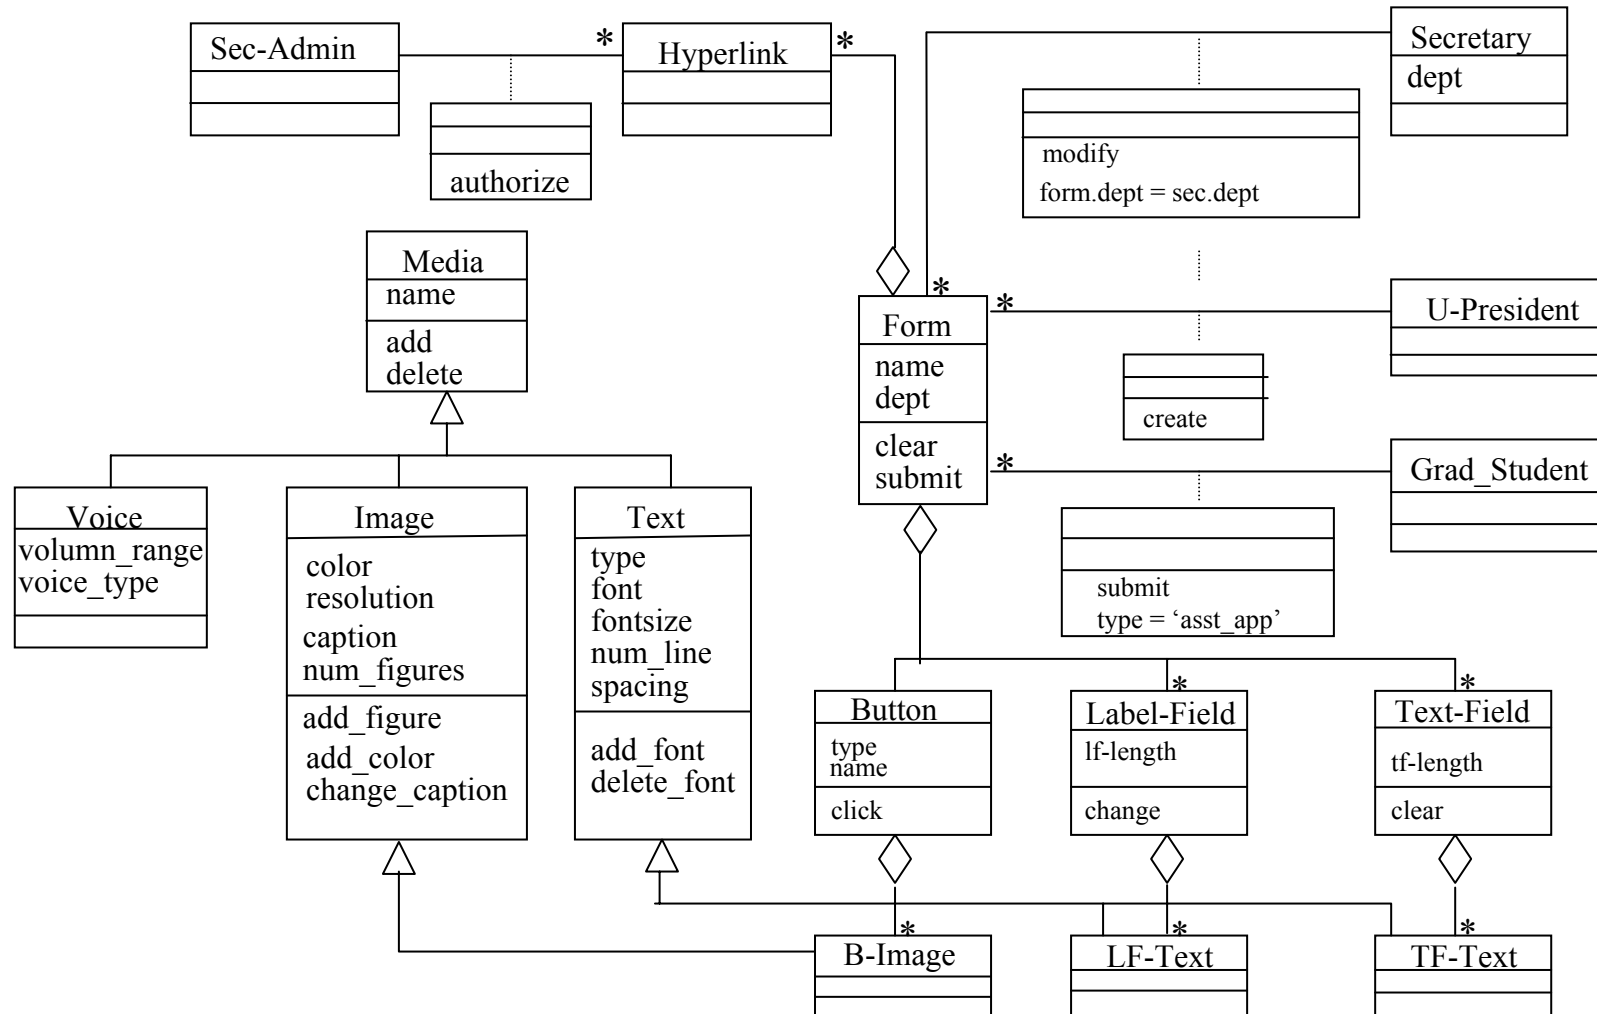 Sec-Admin
*
Hyperlink
*
authorize
Secretary
dept
modify
form.dept = sec.dept
Media
name
add
delete
*
Form
name
dept
clear
submit
*
U-President
create
*
Grad_Student
submit
type = ‘asst_app’
Voice
volumn_range
voice_type
Image
color
resolution
caption
num_figures
add_figure
add_color
change_caption
Text
type
font
fontsize
num_line
spacing
add_font
delete_font
Button
type
name
click
*
Label-Field
lf-length
change
*
Text-Field
tf-length
clear
*
B-Image
*
LF-Text
*
TF-Text